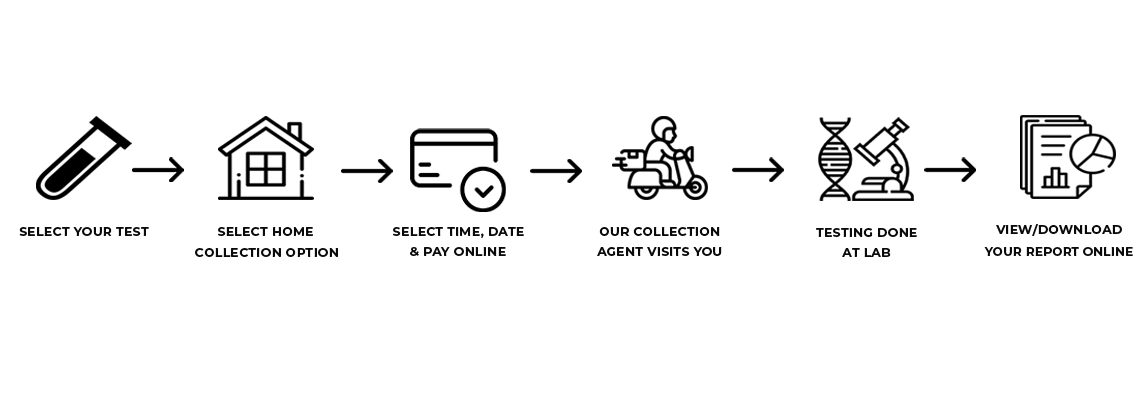 SELECT YOUR TEST
SELECT HOME
COLLECTION OPTION
SELECT TIME, DATE
& PAY ONLINE
OUR COLLECTION
AGENT VISITS YOU
TESTING DONE
AT LAB
VIEW/DOWNLOAD
YOUR REPORT ONLINE